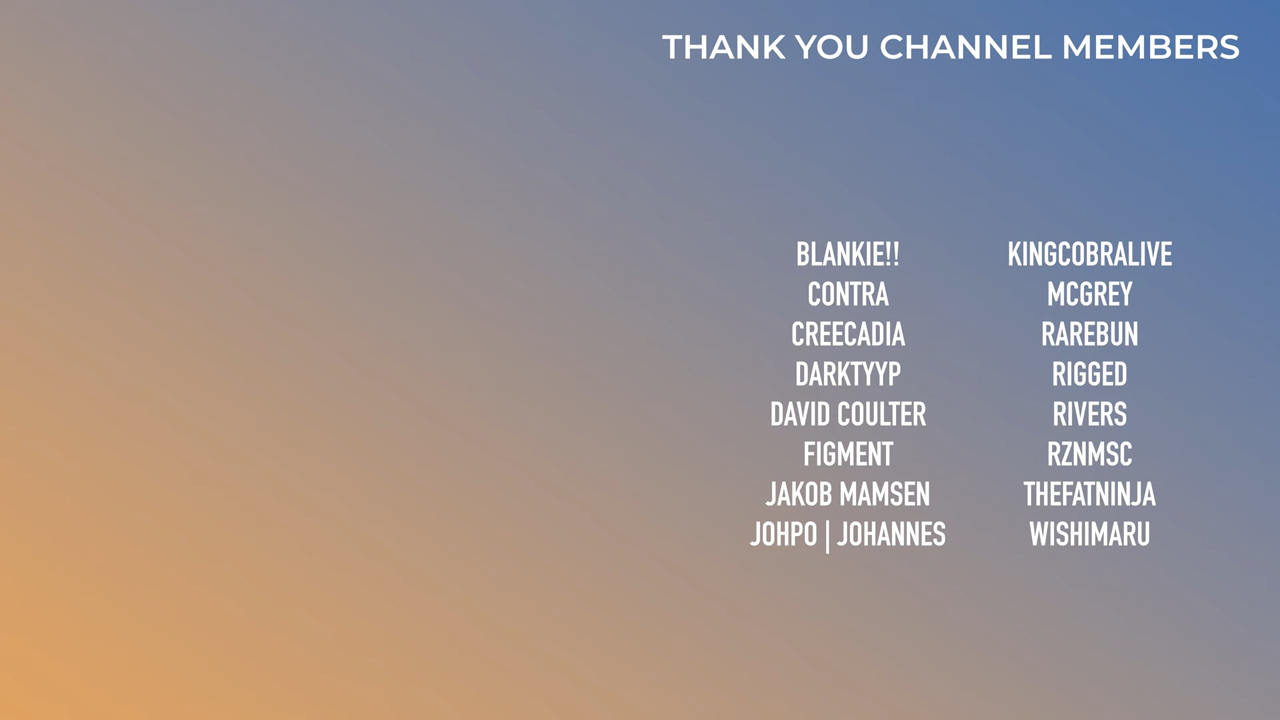 THANK YOU CHANNEL MEMBERS
BLANKIE!!
CONTRA
CREECADIA
DARKTYYP
DAVID COULTER
FIGMENT
JAKOB MAMSEN
JOHPO | JOHANNES
KINGCOBRALIVE
MCGREY
RAREBUN
RIGGED
RIVERS
RZNMSC
THEFATNINJA
WISHIMARU